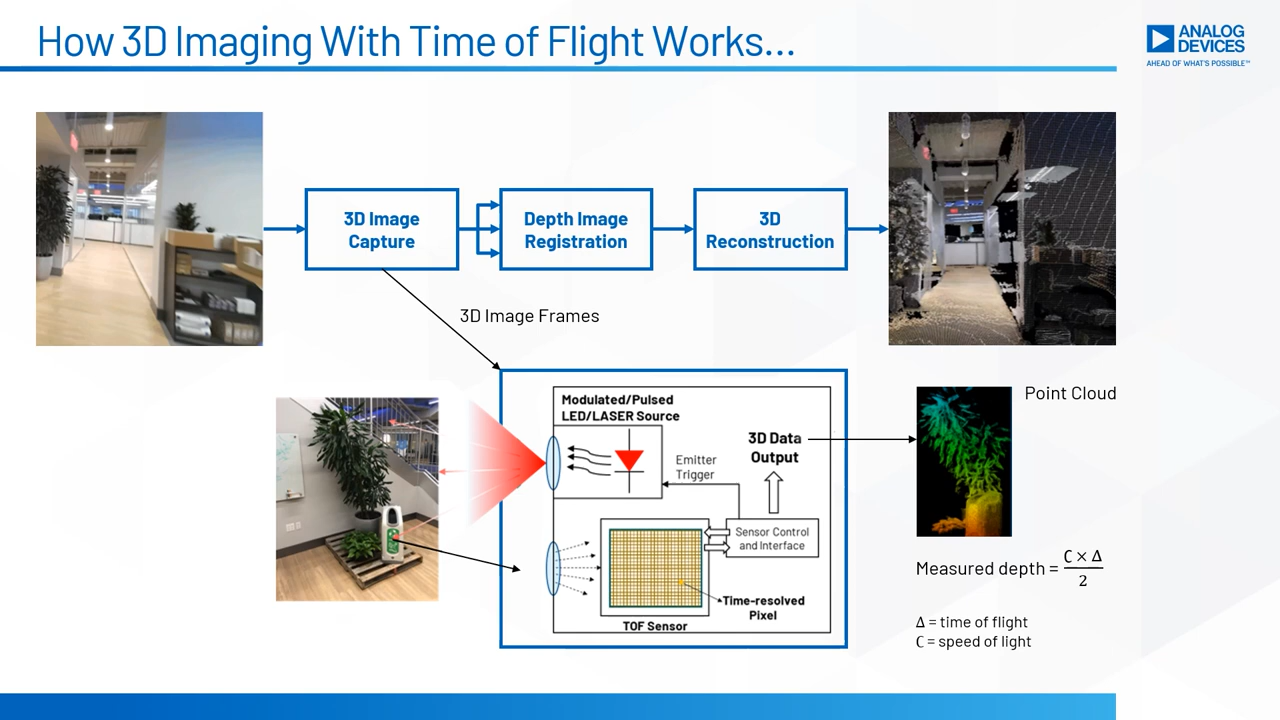 How 3D Imaging With Time of Flight Works...
ANALOG
DEVICES
AHEAD OF WHAT'S POSSIBLE™
3D Image
Capture
Depth Image
Registration
3D
Reconstruction
3D Image Frames
Modulated/Pulsed
LED/LASER Source
Emitter
Trigger
3D Data
Output
Sensor Control
and Interface
Time-resolved
Pixel
TOF Sensor
Point Cloud
Measured depth = C × Δ / 2
Δ = time of flight
C = speed of light